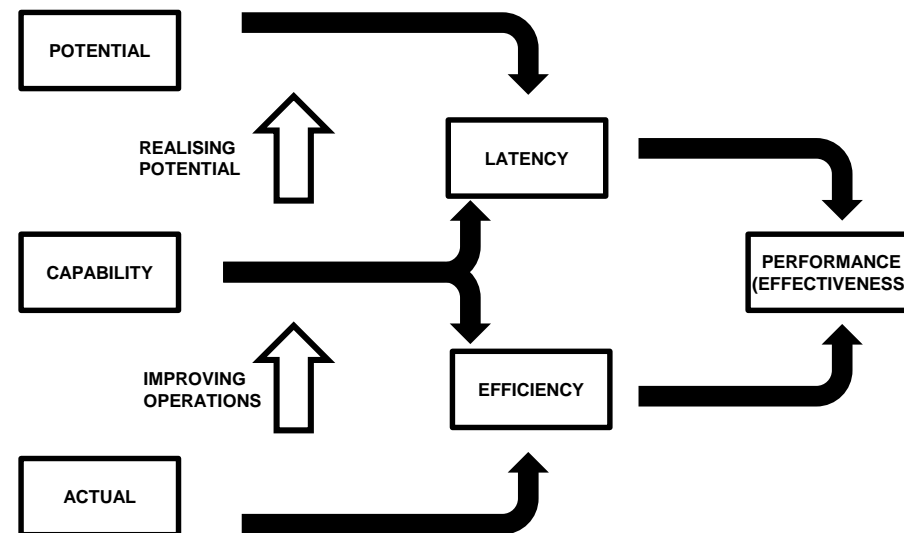 POTENTIAL
REALISING
POTENTIAL
LATENCY
CAPABILITY
PERFORMANCE
(EFFECTIVENESS
IMPROVING
OPERATIONS
EFFICIENCY
ACTUAL